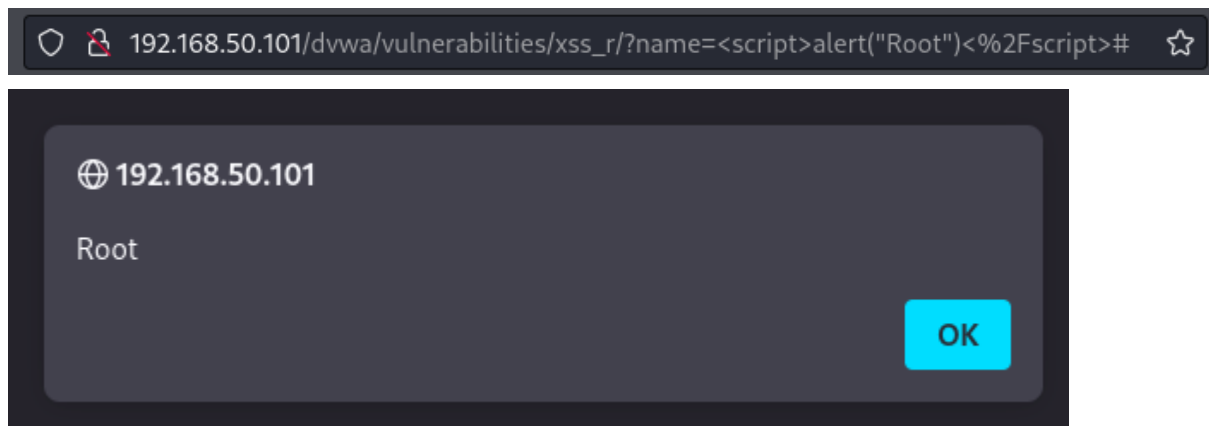 192.168.50.101/dvwa/vulnerabilities/xss_r/?name=<script>alert("Root")<%2Fscript>#
192.168.50.101
Root
OK